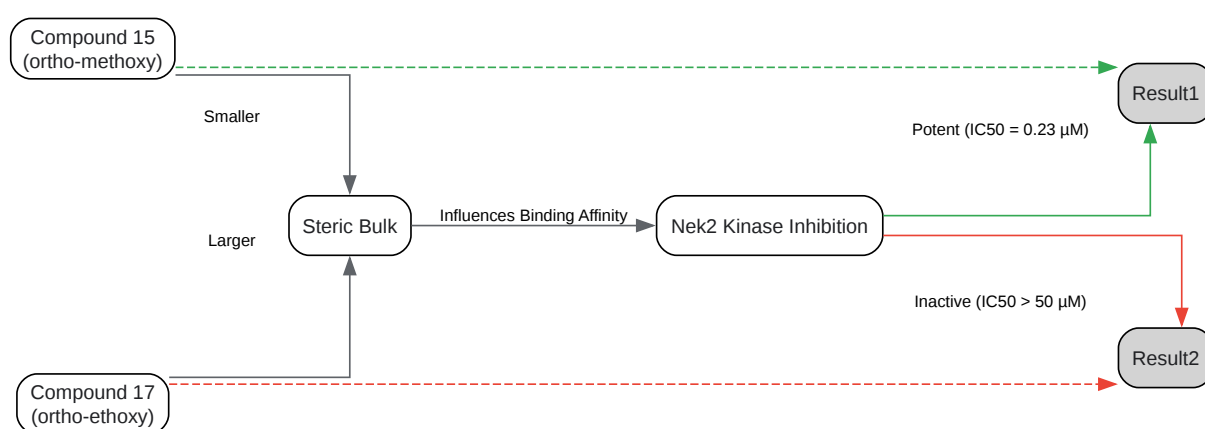 Compound 15
(ortho-methoxy)
Result1
Smaller
Potent (IC50 = 0.23 µM)
Steric Bulk
Influences Binding Affinity
Nek2 Kinase Inhibition
Larger
Inactive (IC50 > 50 µM)
Result2
Compound 17
(ortho-ethoxy)